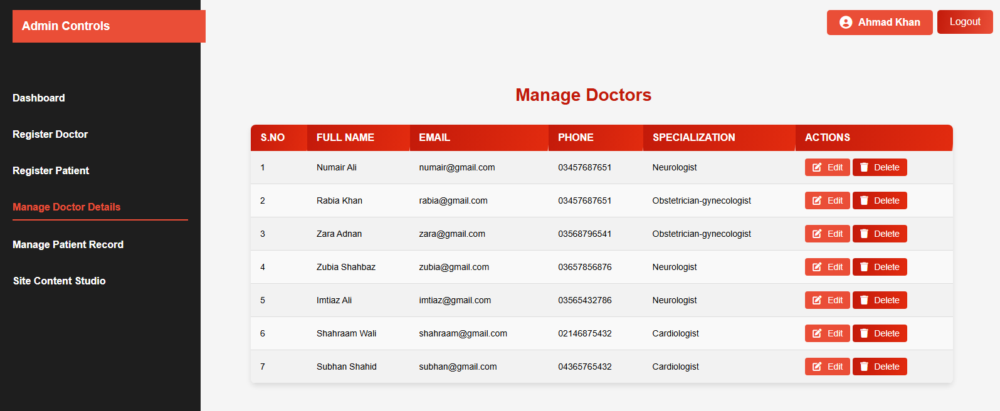 Admin Controls
Ahmad Khan
Logout
Dashboard
Register Doctor
Register Patient
Manage Doctor Details
Manage Patient Record
Site Content Studio
Manage Doctors
S.NO FULL NAME EMAIL PHONE SPECIALIZATION ACTIONS
1 Numair Ali numair@gmail.com 03457687651 Neurologist Edit Delete
2 Rabia Khan rabia@gmail.com 03457687651 Obstetrician-gynecologist Edit Delete
3 Zara Adnan zara@gmail.com 03568796541 Obstetrician-gynecologist Edit Delete
4 Zubia Shahbaz zubia@gmail.com 03657856876 Neurologist Edit Delete
5 Imtiaz Ali imtiaz@gmail.com 03565432786 Neurologist Edit Delete
6 Shahraam Wali shahraam@gmail.com 02146875432 Cardiologist Edit Delete
7 Subhan Shahid subhan@gmail.com 04365765432 Cardiologist Edit Delete